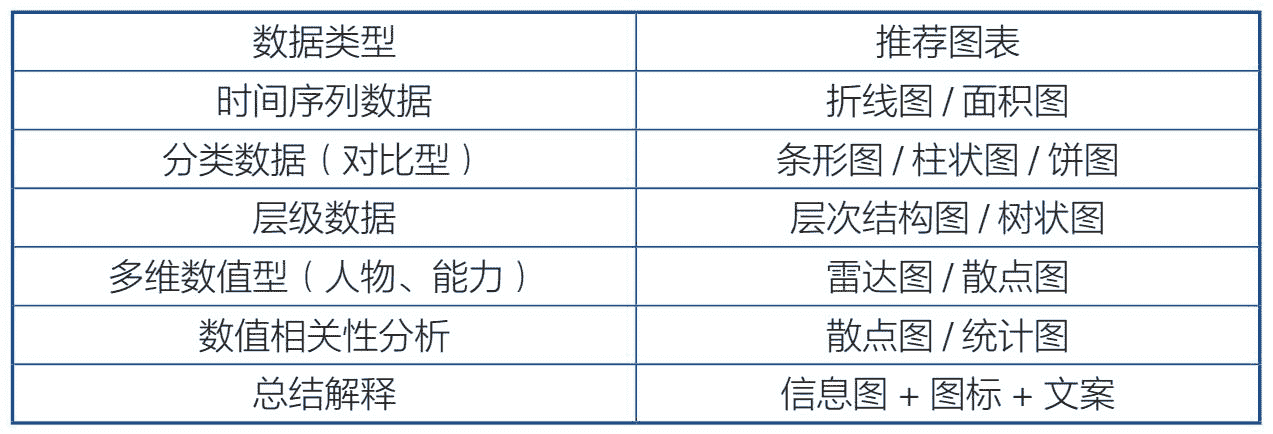 数据类型 推荐图表
时间序列数据 折线图 / 面积图
分类数据（对比型） 条形图 / 柱状图 / 饼图
层级数据 层次结构图 / 树状图
多维数值型（人物、能力） 雷达图 / 散点图
数值相关性分析 散点图 / 统计图
总结解释 信息图 + 图标 + 文案